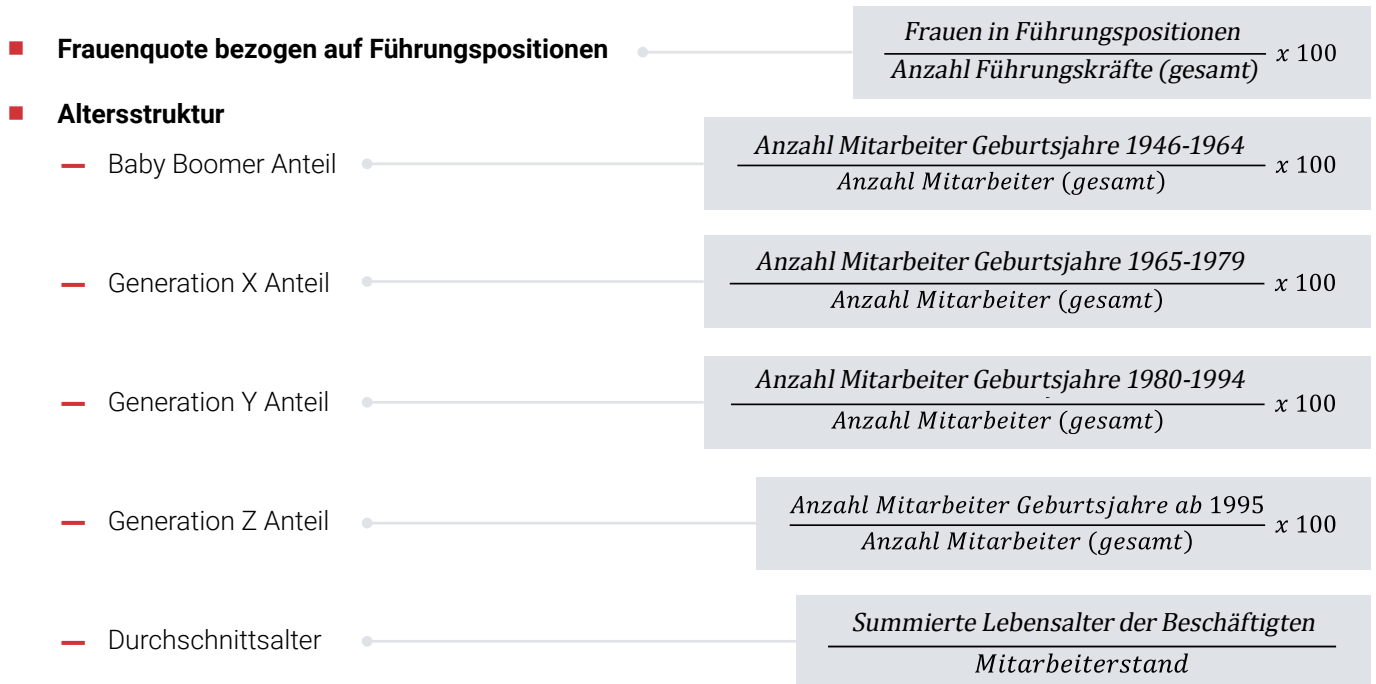 Frauenquote bezogen auf Führungspositionen
Frauen in Führungspositionen
Anzahl Führungskräfte (gesamt)
x 100
Altersstruktur
Baby Boomer Anteil
Anzahl Mitarbeiter Geburtsjahre 1946-1964
Anzahl Mitarbeiter (gesamt)
x 100
Generation X Anteil
Anzahl Mitarbeiter Geburtsjahre 1965-1979
Anzahl Mitarbeiter (gesamt)
x 100
Generation Y Anteil
Anzahl Mitarbeiter Geburtsjahre 1980-1994
Anzahl Mitarbeiter (gesamt)
x 100
Generation Z Anteil
Anzahl Mitarbeiter Geburtsjahre ab 1995
Anzahl Mitarbeiter (gesamt)
x 100
Durchschnittsalter
Summierte Lebensalter der Beschäftigten
Mitarbeiterstand